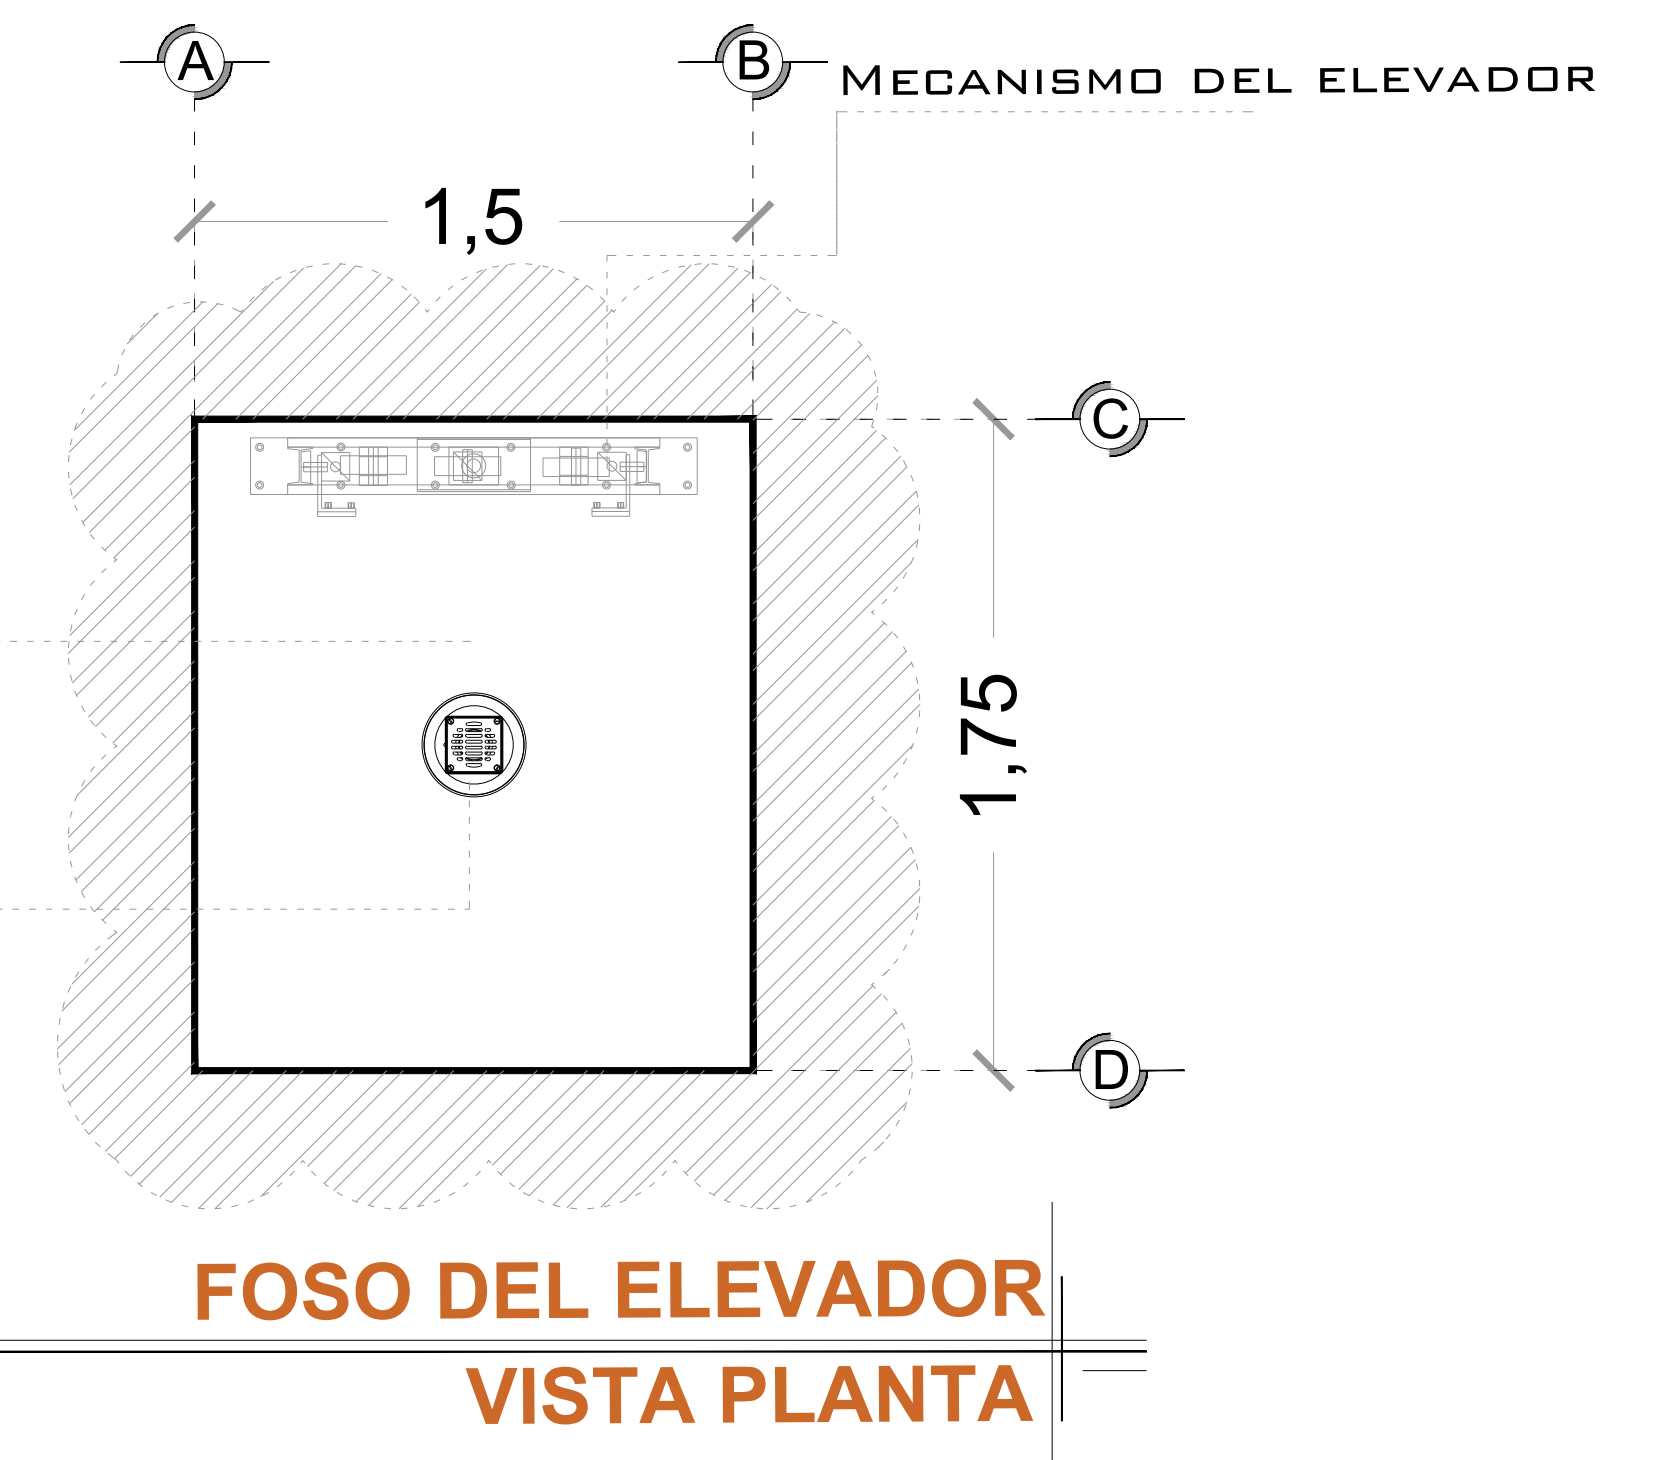 A
B
MECANISMO DEL ELEVADOR
1,5
C
1,75
D
FOSO DEL ELEVADOR
VISTA PLANTA